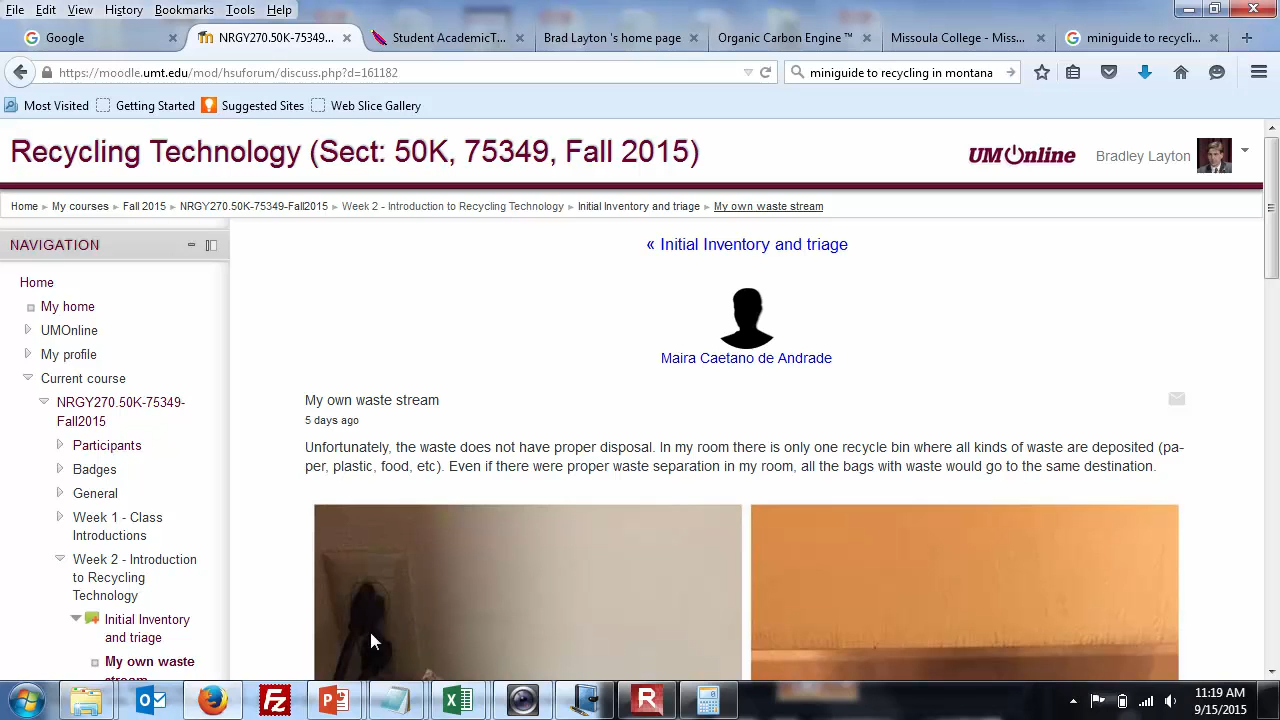 File Edit View History Bookmarks Tools Help
Google NRGY270.50K-75349... Student AcademicT... Brad Layton 's home page Organic Carbon Engine ™ Missoula College - Miss... miniguide to recycli...
https://moodle.umt.edu/mod/hsuforum/discuss.php?d=161182 miniguide to recycling in montana
Most Visited Getting Started Suggested Sites Web Slice Gallery
Recycling Technology (Sect: 50K, 75349, Fall 2015) UMOnline Bradley Layton
Home ► My courses ► Fall 2015 ► NRGY270.50K-75349-Fall2015 ► Week 2 - Introduction to Recycling Technology ► Initial Inventory and triage ► My own waste stream
NAVIGATION
« Initial Inventory and triage
Home
My home
UMOnline
My profile
Maira Caetano de Andrade
Current course
NRGY270.50K-75349-
Fall2015
My own waste stream
5 days ago
Participants
Unfortunately, the waste does not have proper disposal. In my room there is only one recycle bin where all kinds of waste are deposited (pa-
per, plastic, food, etc). Even if there were proper waste separation in my room, all the bags with waste would go to the same destination.
Badges
General
Week 1 - Class
Introductions
Week 2 - Introduction
to Recycling
Technology
Initial Inventory
and triage
My own waste
stream
11:19 AM
9/15/2015